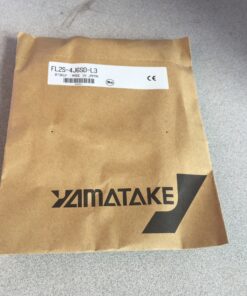 FL2S-4J6SD-L3
MADE IN JAPAN
CE
YAMATAKE